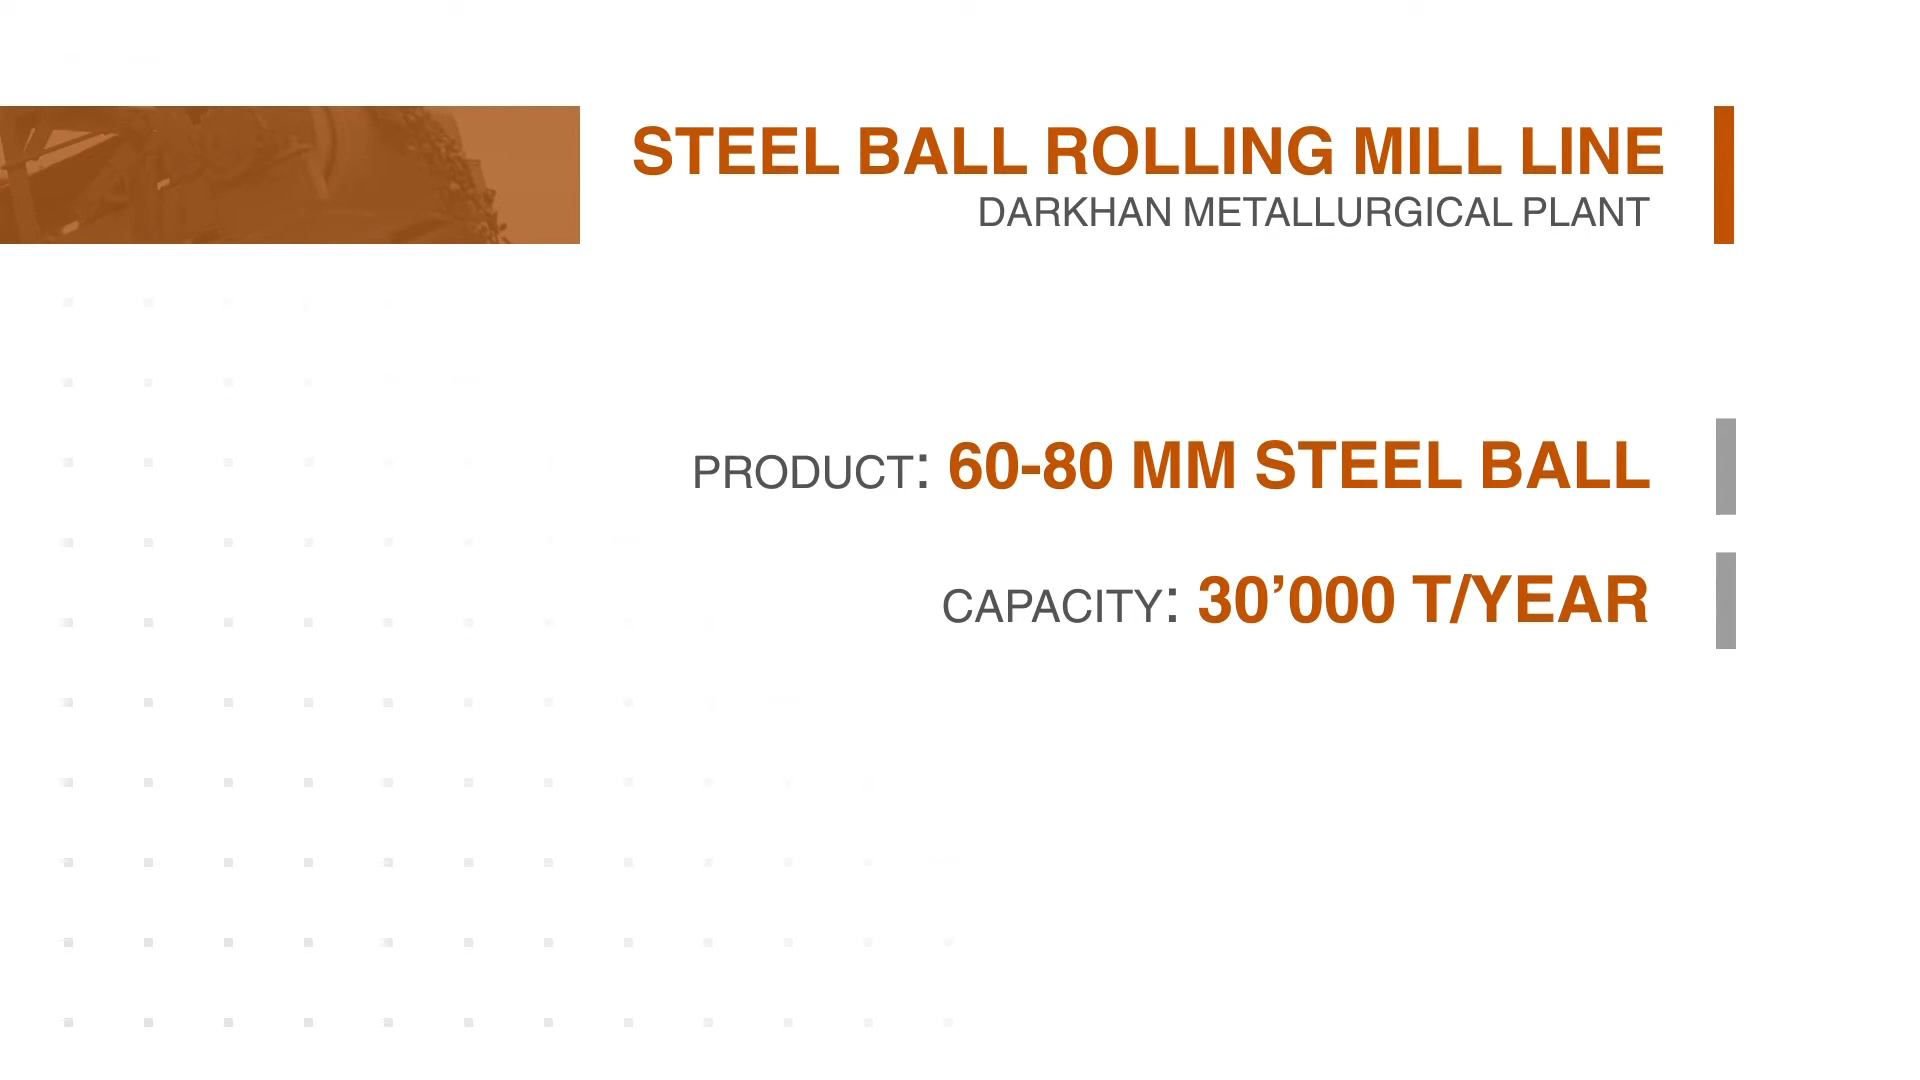 STEEL BALL ROLLING MILL LINE
DARKHAN METALLURGICAL PLANT
PRODUCT: 60-80 MM STEEL BALL
CAPACITY: 30’000 T/YEAR